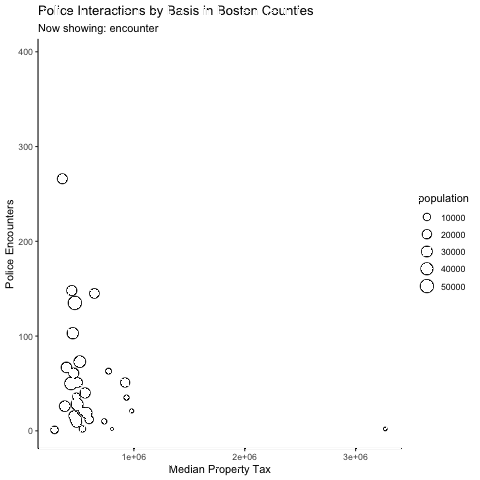 Police Interactions by Basis in Boston Counties
Now showing: encounter
400
300
200
100
0
Police Encounters
1e+06
2e+06
3e+06
Median Property Tax
population
10000
20000
30000
40000
50000